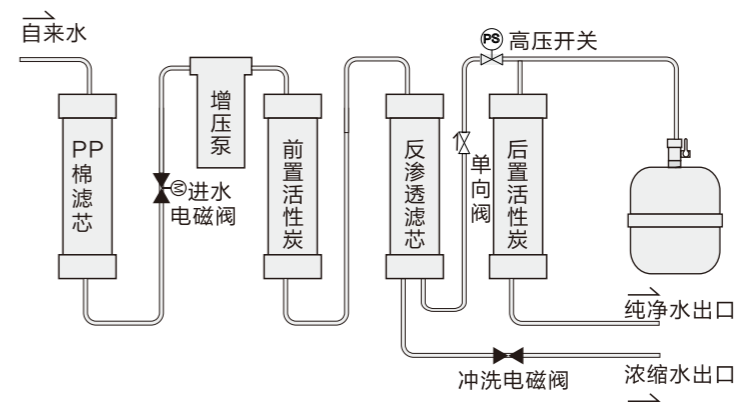 自来水
PS 高压开关
增压泵
PP棉滤芯
前置活性炭
反渗透滤芯
单向阀
后置活性炭
M 进水
电磁阀
纯净水出口
冲洗电磁阀
浓缩水出口